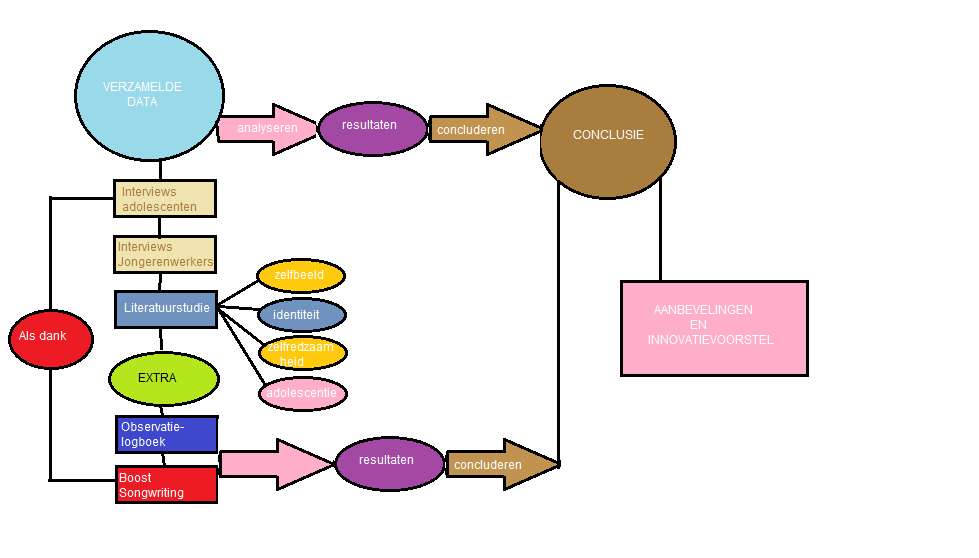 VERZAMELDE
DATA
analyseren
resultaten
concluderen
CONCLUSIE
Interviews
adolescenten
Interviews
Jongerenwerkers
zelfbeeld
Literatuurstudie
identiteit
Als dank
zelfredzaam
heid
EXTRA
adolescentie
AANBEVELINGEN
EN
INNOVATIEVOORSTEL
Observatie-
logboek
resultaten
concluderen
Boost
Songwriting